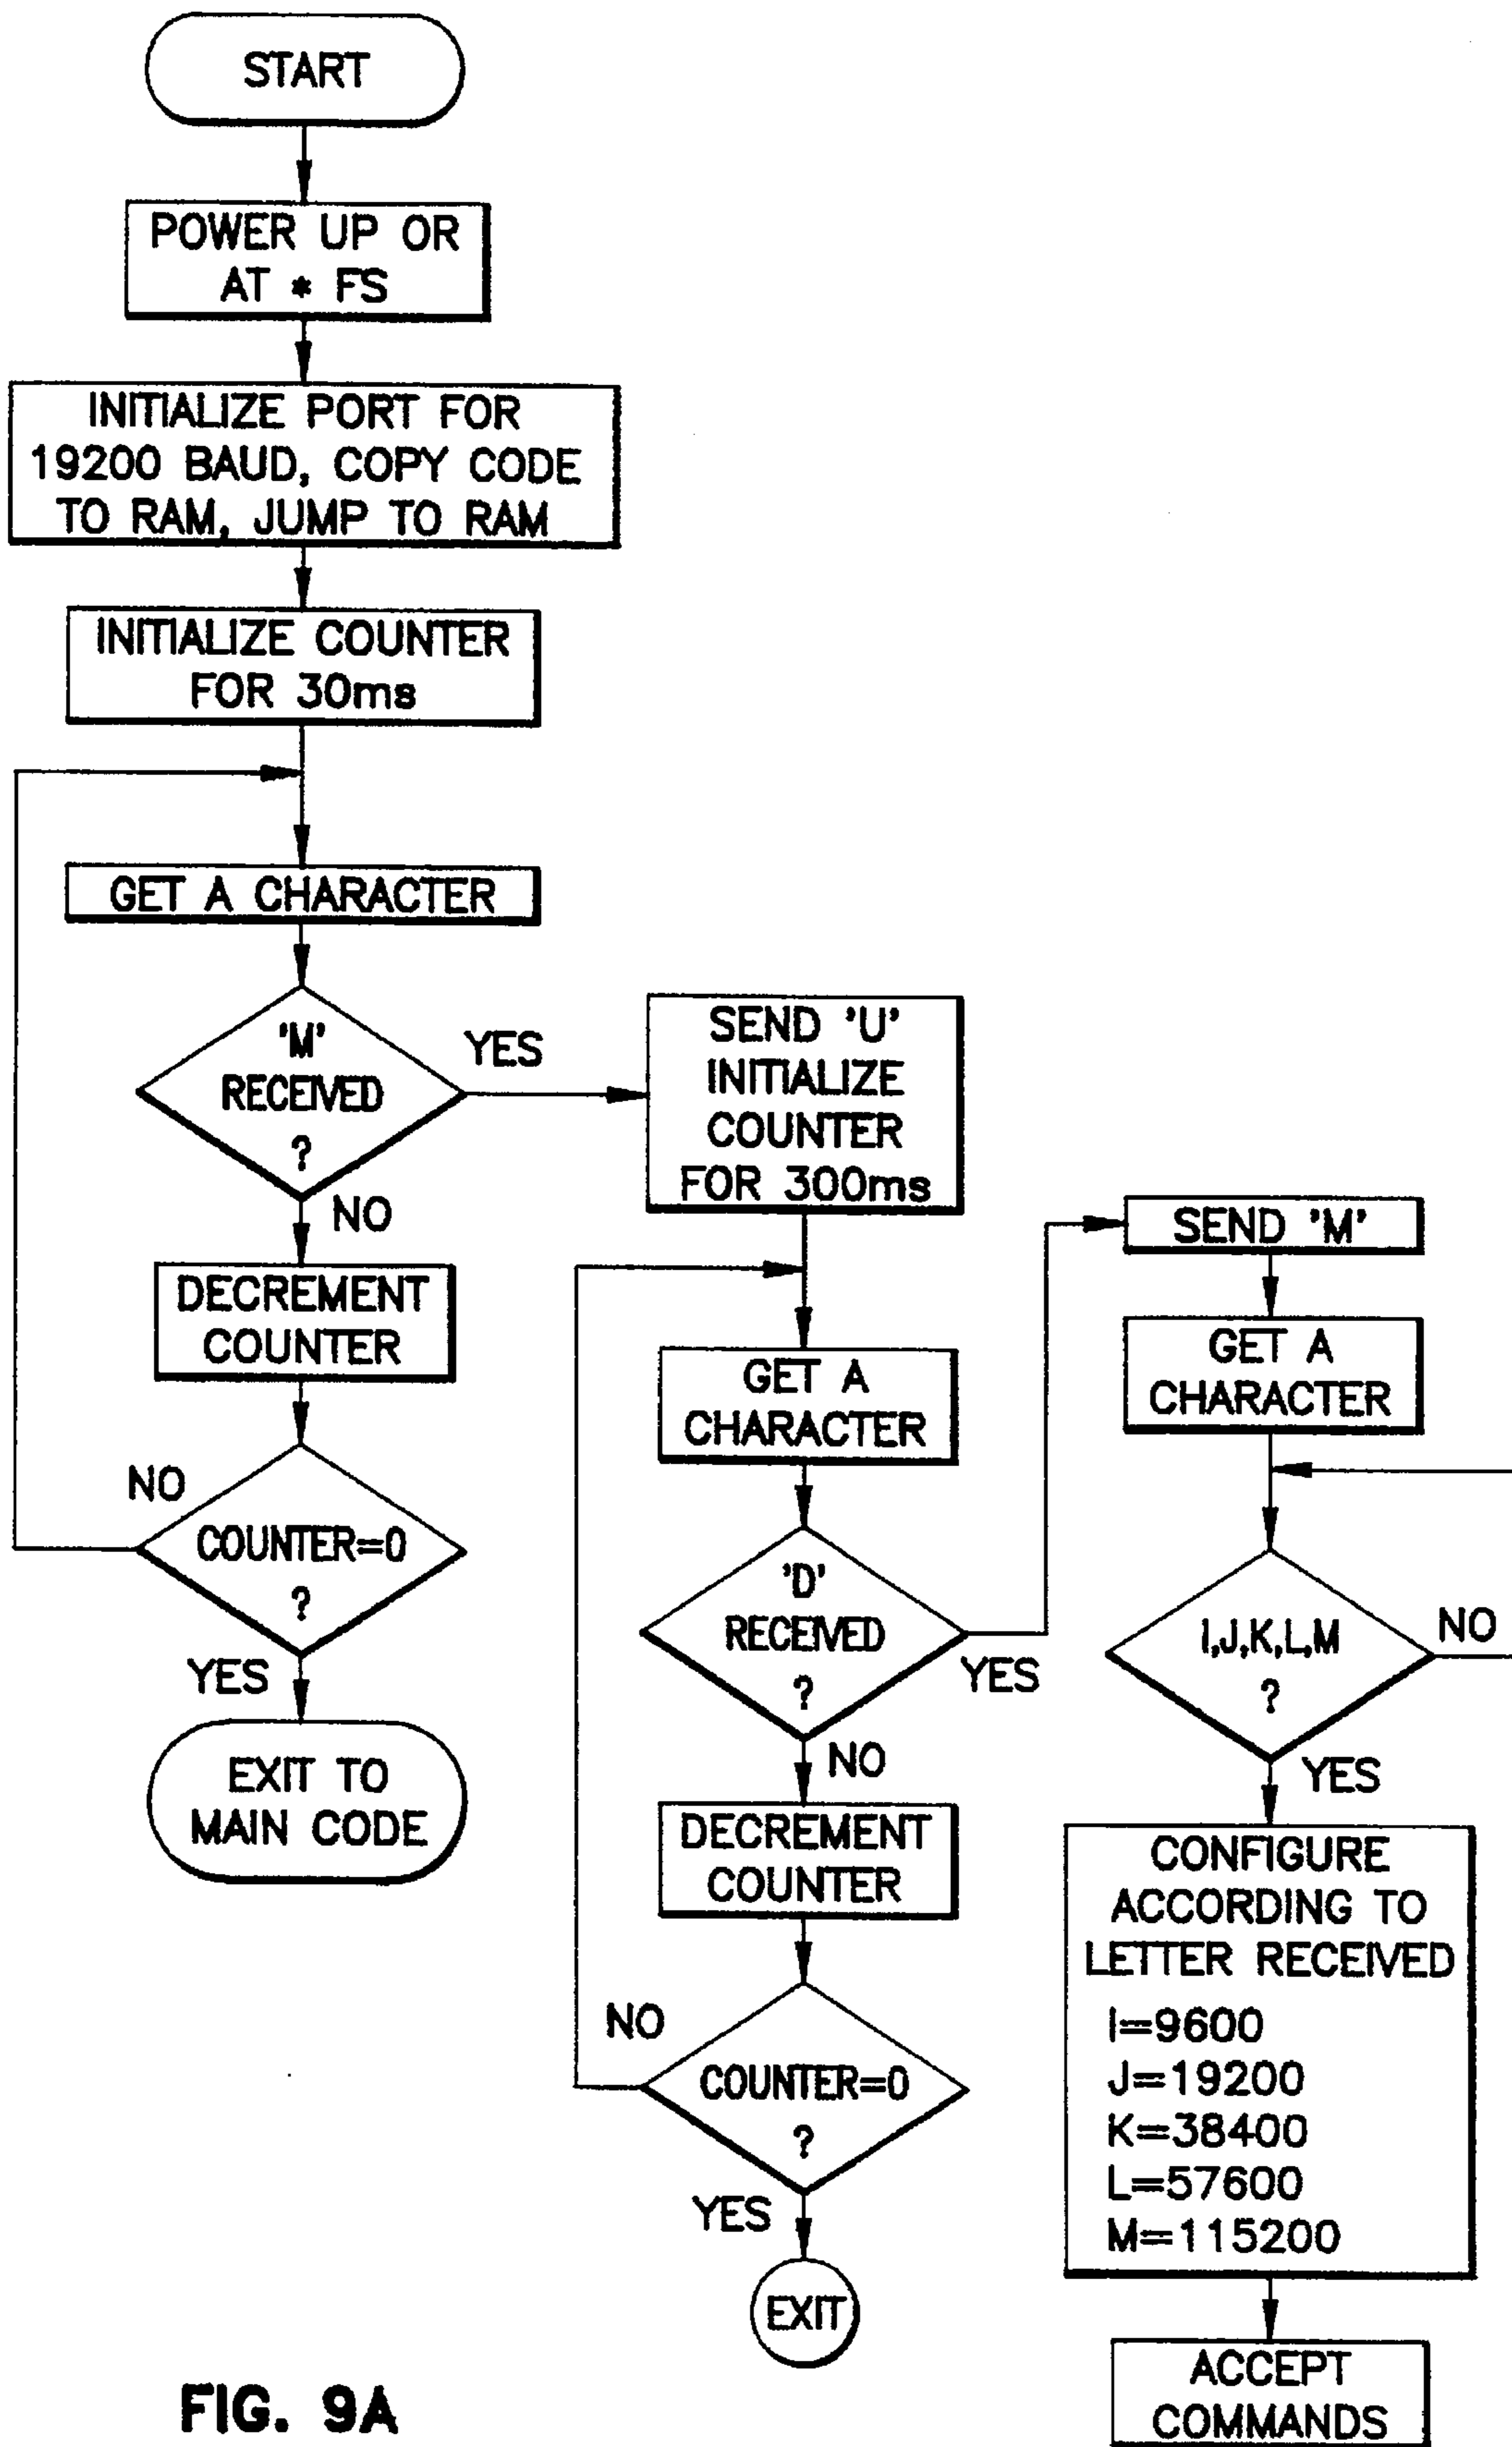 START
POWER UP OR
AT * FS
INITIALIZE PORT FOR
19200 BAUD, COPY CODE
TO RAM, JUMP TO RAM
INITIALIZE COUNTER
FOR 30ms
GET A CHARACTER
'M'
RECEIVED
?
YES
NO
DECREMENT
COUNTER
NO
COUNTER=0
?
YES
EXIT TO
MAIN CODE
SEND 'U'
INITIALIZE
COUNTER
FOR 300ms
GET A
CHARACTER
'D'
RECEIVED
?
YES
NO
DECREMENT
COUNTER
NO
COUNTER=0
?
YES
EXIT
SEND 'M'
GET A
CHARACTER
I,J,K,L,M
?
NO
YES
CONFIGURE
ACCORDING TO
LETTER RECEIVED
I=9600
J=19200
K=38400
L=57600
M=115200
ACCEPT
COMMANDS
FIG. 9A